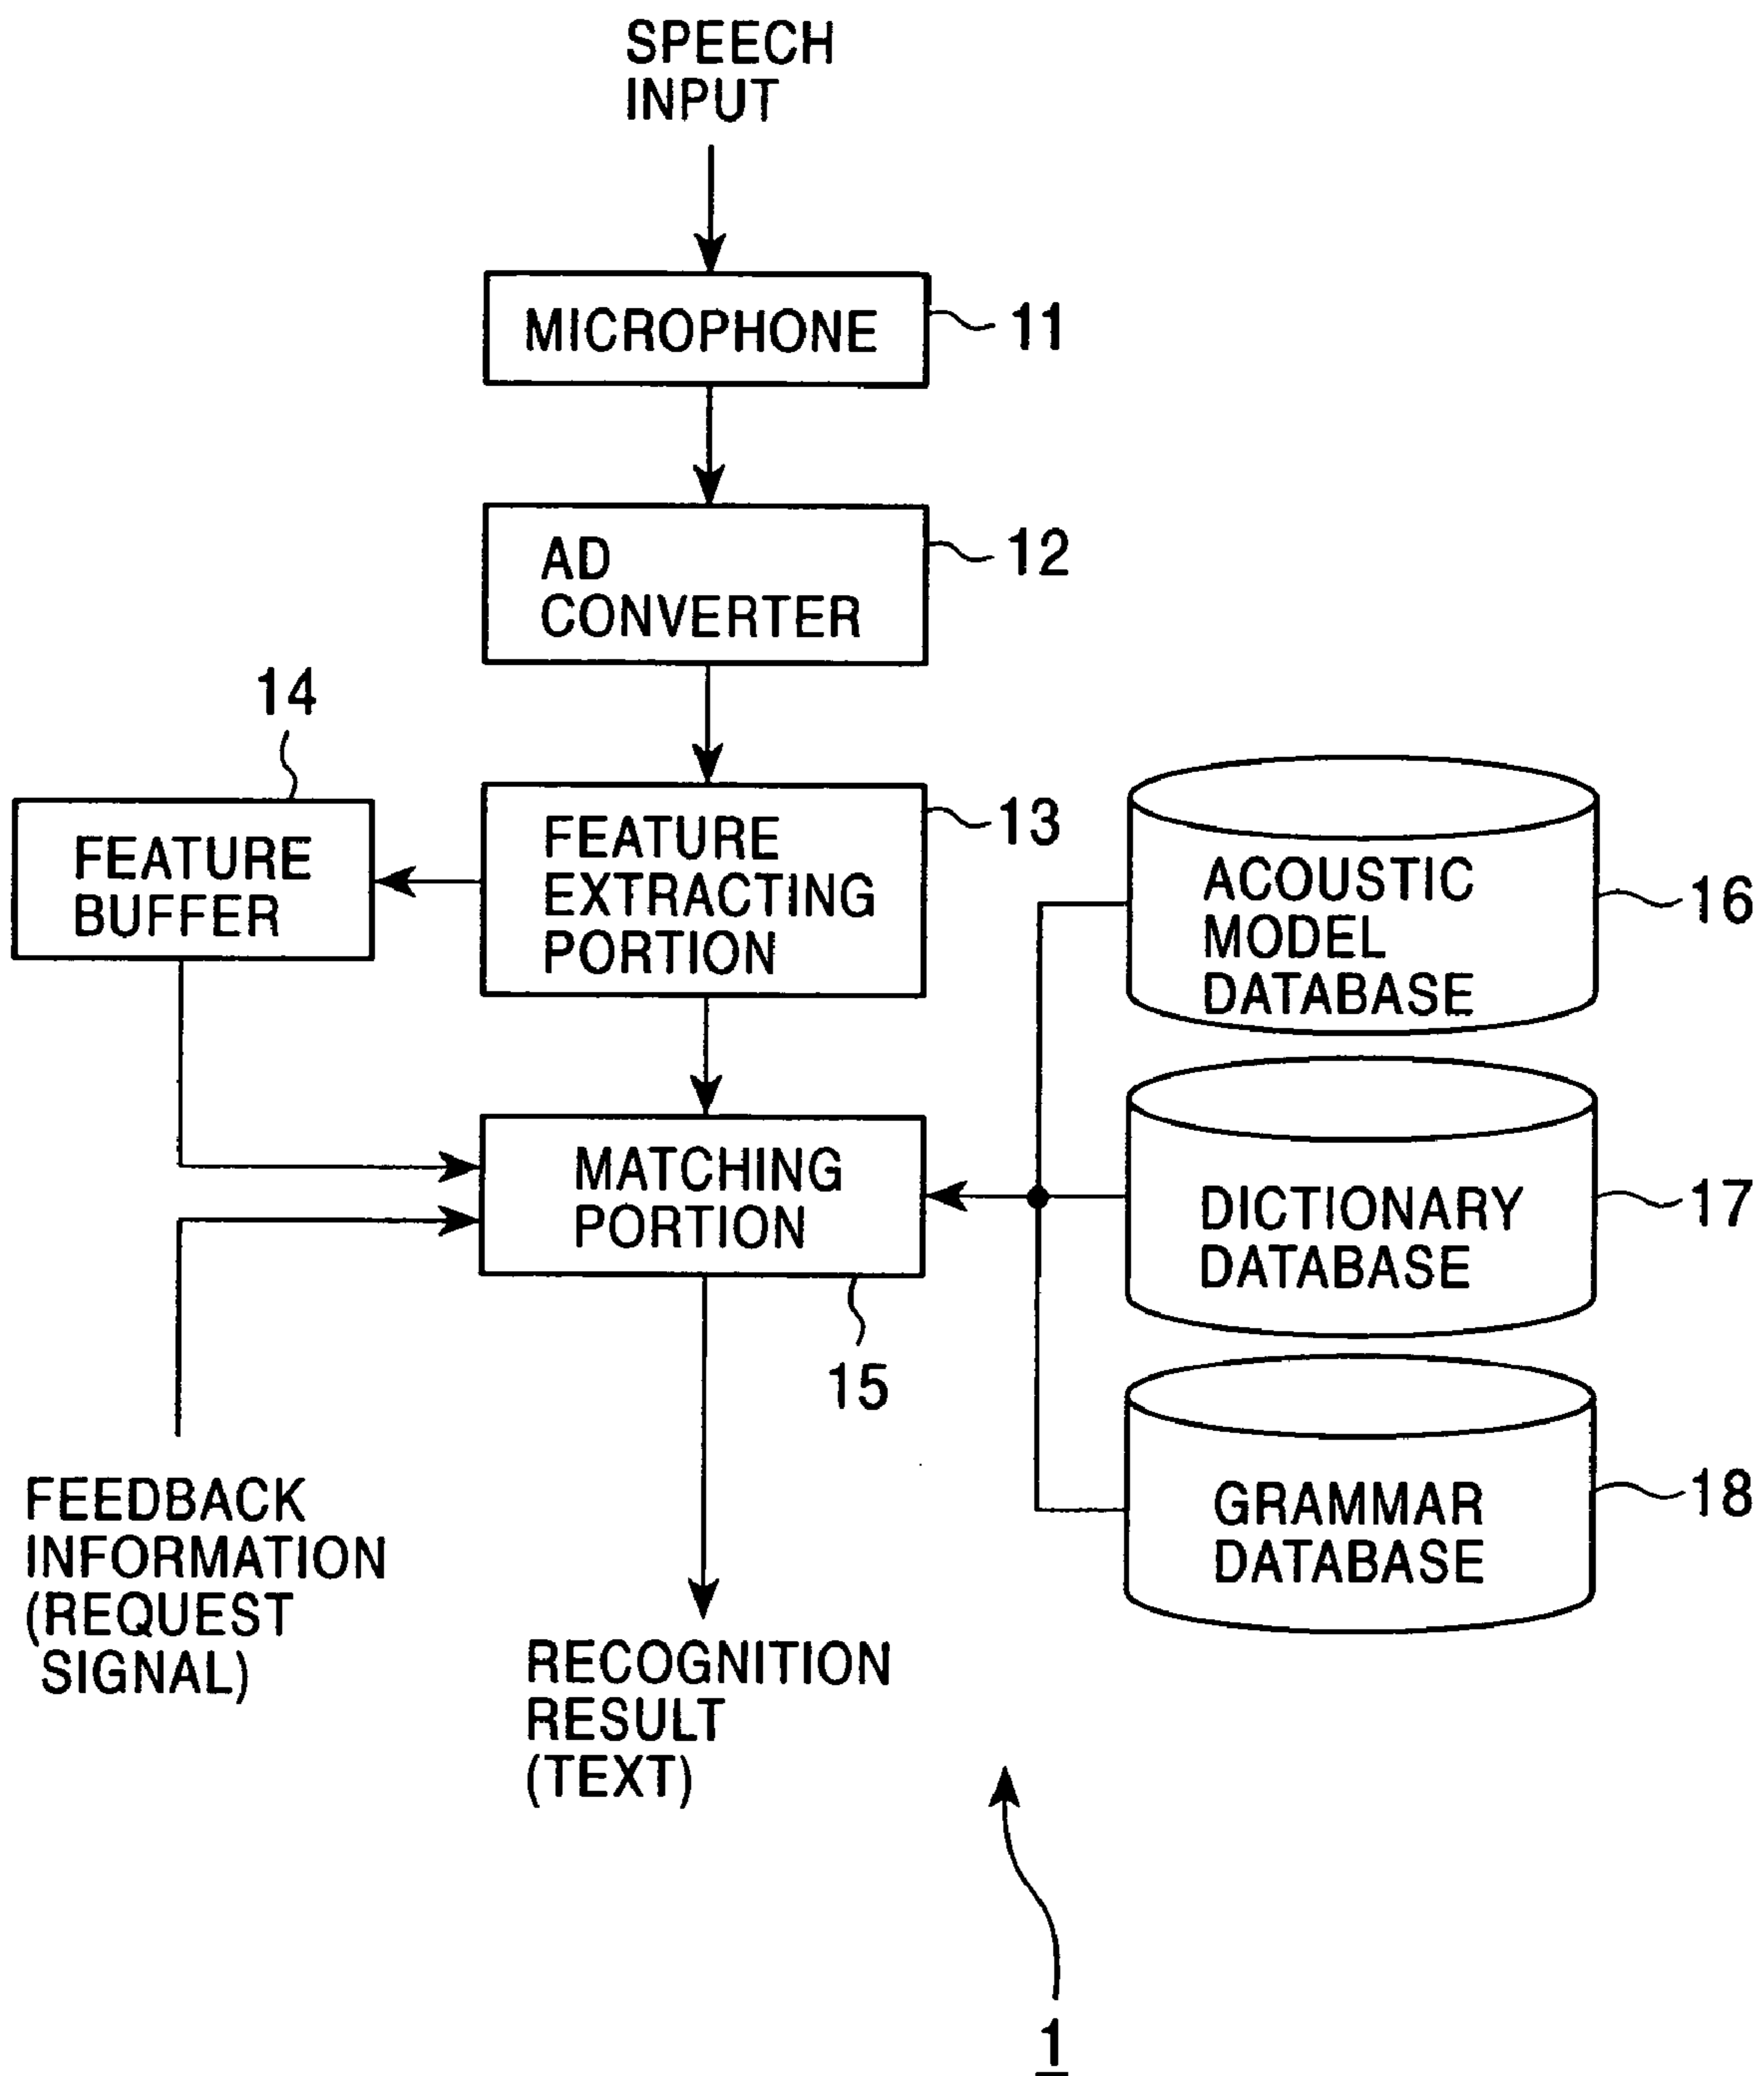 SPEECH
INPUT
MICROPHONE
11
AD
CONVERTER
12
14
FEATURE
BUFFER
FEATURE
EXTRACTING
PORTION
13
ACOUSTIC
MODEL
DATABASE
16
MATCHING
PORTION
15
DICTIONARY
DATABASE
17
GRAMMAR
DATABASE
18
FEEDBACK
INFORMATION
(REQUEST
SIGNAL)
RECOGNITION
RESULT
(TEXT)
1